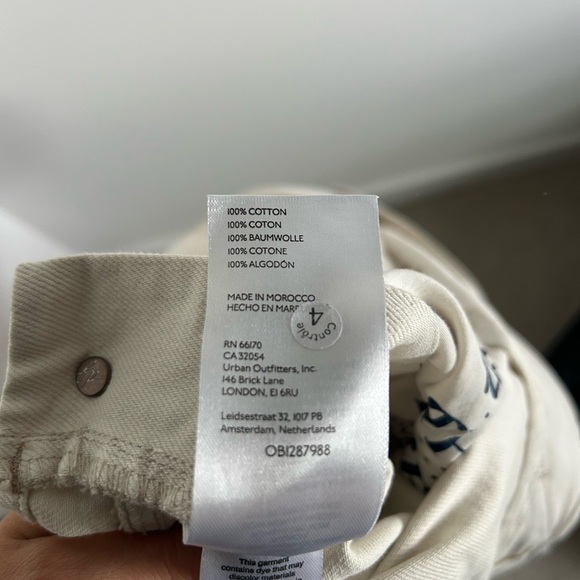 100% COTTON
100% COTON
100% BAUMWOLLE
100% COTONE
100% ALGODÓN
MADE IN MOROCCO
HECHO EN
Contrôle
4
RN 66170
CA 32054
Urban Outfitters, Inc.
146 Brick Lane
LONDON, E1 6RU
Leidsestraat 32, 1017 PB
Amsterdam, Netherlands
OB1287988
This garment
contains dye that may
discolor materials